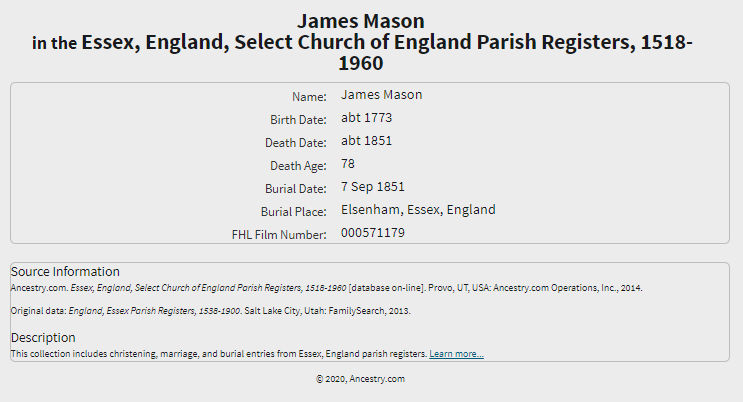 James Mason
in the Essex, England, Select Church of England Parish Registers, 1518-
1960
Name: James Mason
Birth Date: abt 1773
Death Date: abt 1851
Death Age: 78
Burial Date: 7 Sep 1851
Burial Place: Elsenham, Essex, England
FHL Film Number: 000571179
Source Information
Ancestry.com. Essex, England, Select Church of England Parish Registers, 1518-1960 [database on-line]. Provo, UT, USA: Ancestry.com Operations, Inc., 2014.
Original data: England, Essex Parish Registers, 1538-1900. Salt Lake City, Utah: FamilySearch, 2013.
Description
This collection includes christening, marriage, and burial entries from Essex, England parish registers. Learn more...
© 2020, Ancestry.com